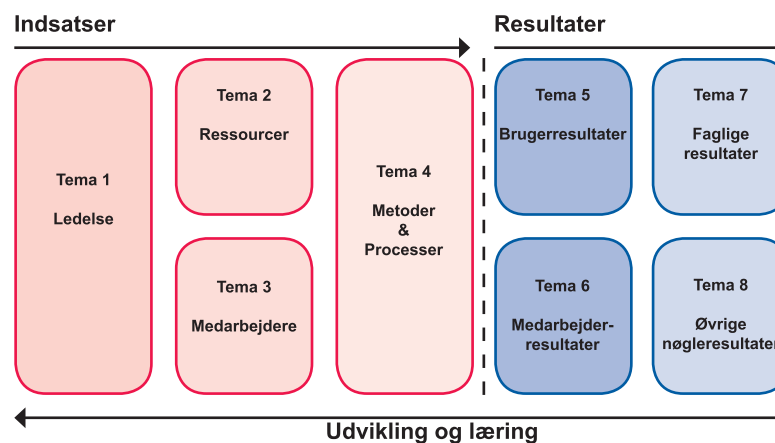 Indsatser
Resultater
Tema 1
Ledelse
Tema 2
Ressourcer
Tema 3
Medarbejdere
Tema 4
Metoder
&
Processer
Tema 5
Brugerresultater
Tema 6
Medarbejder-
resultater
Tema 7
Faglige
resultater
Tema 8
Øvrige
nøgleresultater
Udvikling og læring